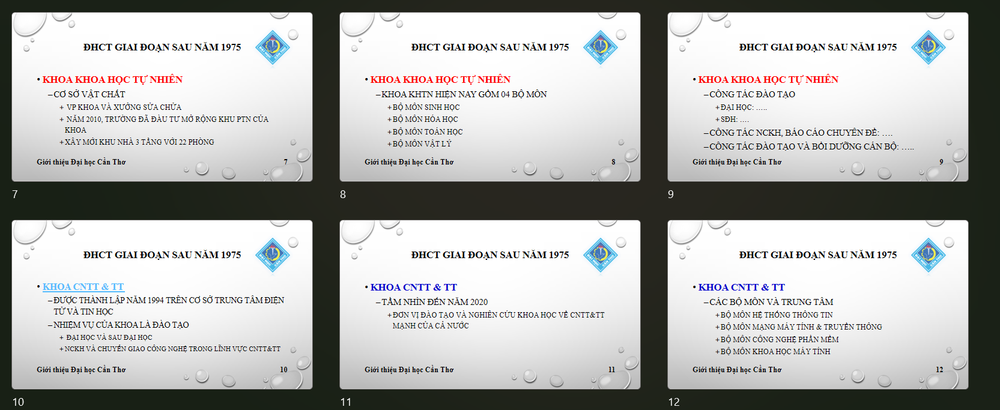 ĐHCT GIAI ĐOẠN SAU NĂM 1975
• KHOA KHOA HỌC TỰ NHIÊN
–CƠ SỞ VẬT CHẤT
+ VP KHOA VÀ XƯỞNG SỬA CHỮA
+ NĂM 2010, TRƯỜNG ĐÃ ĐẦU TƯ MỞ RỘNG KHU PTN CỦA
KHOA
+XÂY MỚI KHU NHÀ 3 TẦNG VỚI 22 PHÒNG
Giới thiệu Đại học Cần Thơ 7
7
ĐHCT GIAI ĐOẠN SAU NĂM 1975
• KHOA KHOA HỌC TỰ NHIÊN
–KHOA KHTN HIỆN NAY GỒM 04 BỘ MÔN
+BỘ MÔN SINH HỌC
+BỘ MÔN HÓA HỌC
+BỘ MÔN TOÁN HỌC
+BỘ MÔN VẬT LÝ
Giới thiệu Đại học Cần Thơ 8
8
ĐHCT GIAI ĐOẠN SAU NĂM 1975
• KHOA KHOA HỌC TỰ NHIÊN
–CÔNG TÁC ĐÀO TẠO
+ĐẠI HỌC: …..
+SĐH: ….
–CÔNG TÁC NCKH, BÁO CÁO CHUYÊN ĐỀ: ….
–CÔNG TÁC ĐÀO TẠO VÀ BỒI DƯỠNG CÁN BỘ: …..
Giới thiệu Đại học Cần Thơ 9
9
ĐHCT GIAI ĐOẠN SAU NĂM 1975
• KHOA CNTT & TT
–ĐƯỢC THÀNH LẬP NĂM 1994 TRÊN CƠ SỞ TRUNG TÂM ĐIỆN
TỬ VÀ TIN HỌC
–NHIỆM VỤ CỦA KHOA LÀ ĐÀO TẠO
+ ĐẠI HỌC VÀ SAU ĐẠI HỌC
+NCKH VÀ CHUYỂN GIAO CÔNG NGHỆ TRONG LĨNH VỰC CNTT&TT
Giới thiệu Đại học Cần Thơ 10
10
ĐHCT GIAI ĐOẠN SAU NĂM 1975
• KHOA CNTT & TT
–TẦM NHÌN ĐẾN NĂM 2020
+ĐƠN VỊ ĐÀO TẠO VÀ NGHIÊN CỨU KHOA HỌC VỀ CNTT&TT
MẠNH CỦA CẢ NƯỚC
Giới thiệu Đại học Cần Thơ 11
11
ĐHCT GIAI ĐOẠN SAU NĂM 1975
• KHOA CNTT & TT
–CÁC BỘ MÔN VÀ TRUNG TÂM
+BỘ MÔN HỆ THỐNG THÔNG TIN
+BỘ MÔN MẠNG MÁY TÍNH & TRUYỀN THÔNG
+BỘ MÔN CÔNG NGHỆ PHẦN MỀM
+BỘ MÔN KHOA HỌC MÁY TÍNH
Giới thiệu Đại học Cần Thơ 12
12